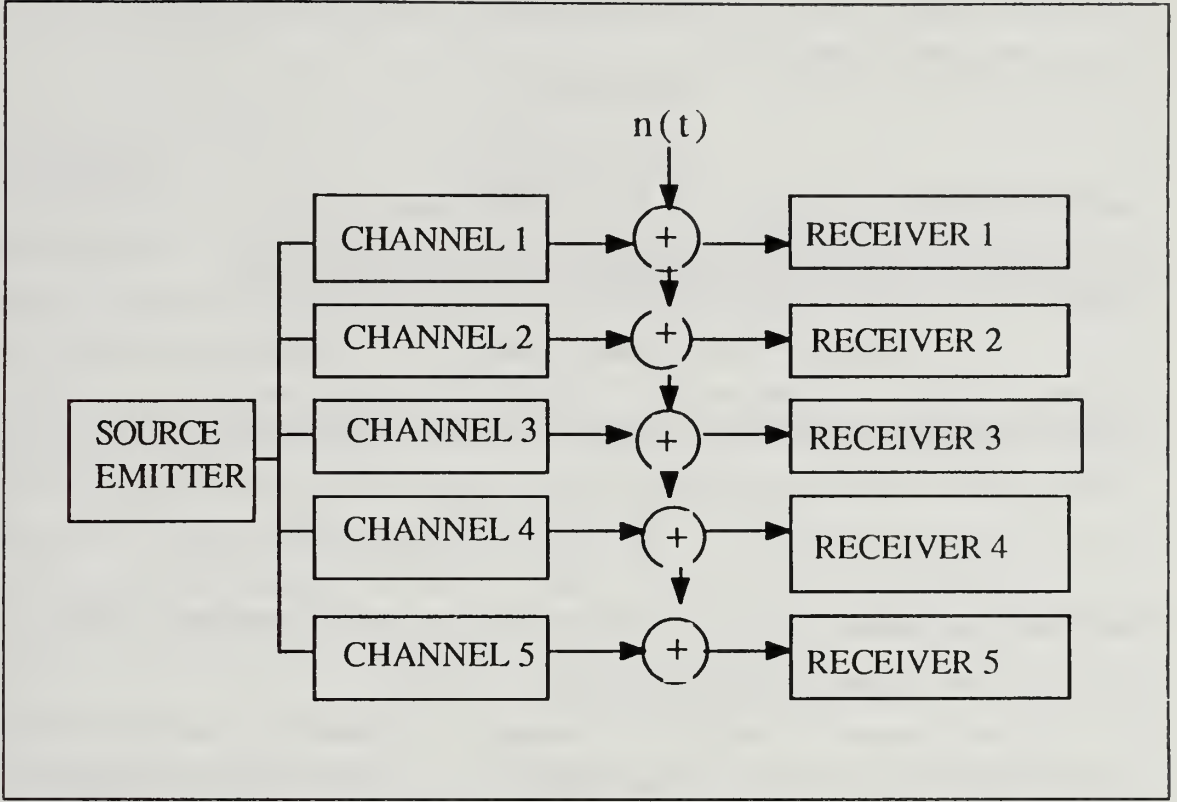 n(t)
CHANNEL 1
+
RECEIVER 1
CHANNEL 2
+
RECEIVER 2
SOURCE
EMITTER
CHANNEL 3
+
RECEIVER 3
CHANNEL 4
+
RECEIVER 4
CHANNEL 5
+
RECEIVER 5